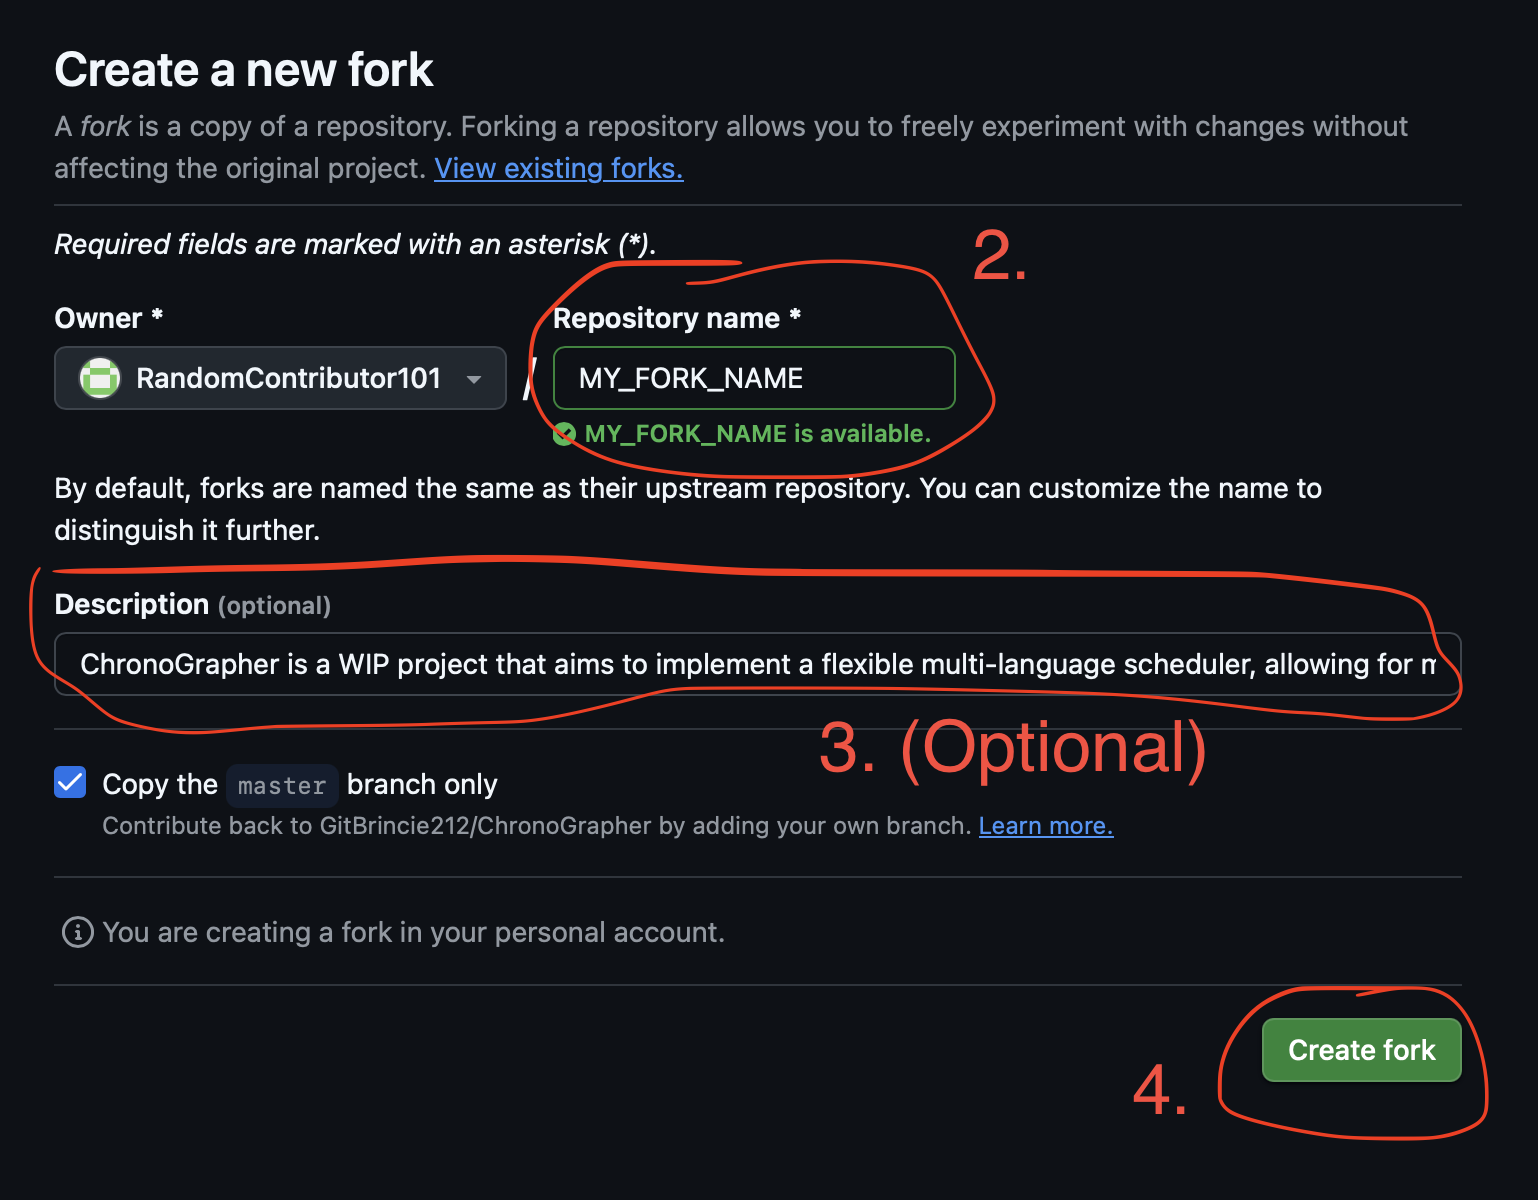 Create a new fork
A fork is a copy of a repository. Forking a repository allows you to freely experiment with changes without
affecting the original project. View existing forks.
Required fields are marked with an asterisk (*).
2.
Owner *
Repository name *
RandomContributor101
/
MY_FORK_NAME
MY_FORK_NAME is available.
By default, forks are named the same as their upstream repository. You can customize the name to
distinguish it further.
Description (optional)
ChronoGrapher is a WIP project that aims to implement a flexible multi-language scheduler, allowing for m
3. (Optional)
Copy the master branch only
Contribute back to GitBrincie212/ChronoGrapher by adding your own branch. Learn more.
You are creating a fork in your personal account.
Create fork
4.